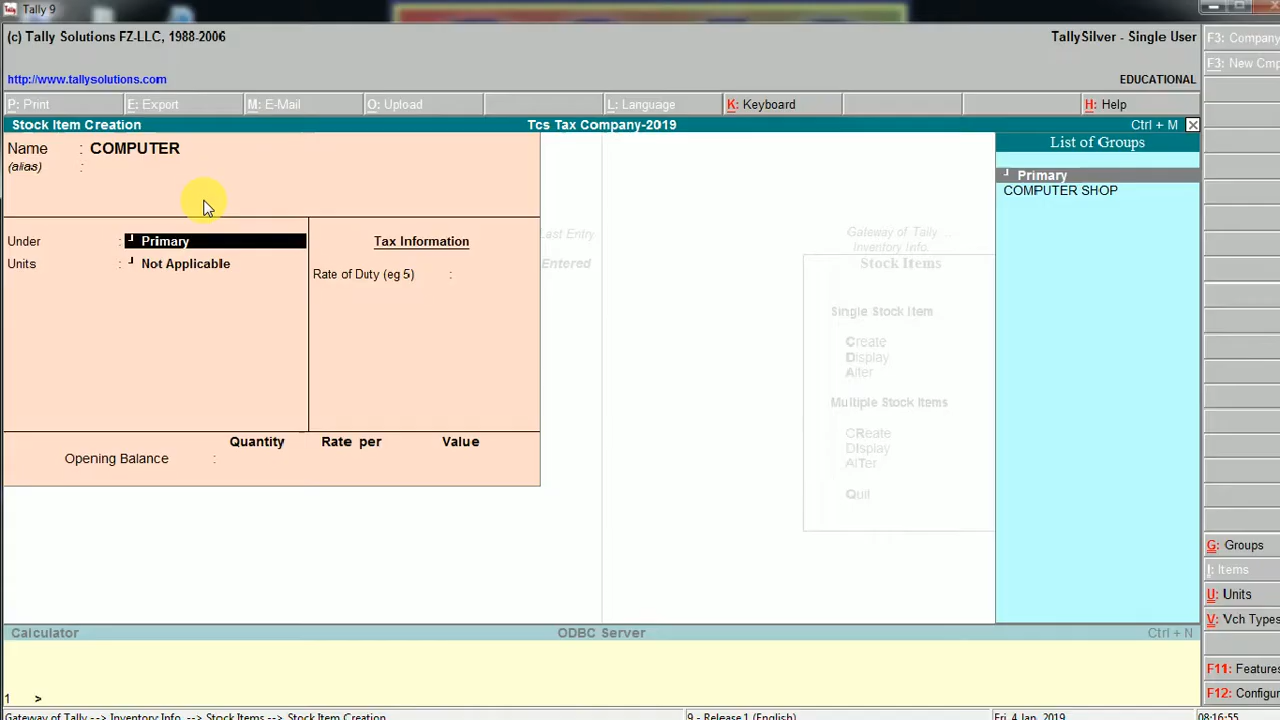 Tally 9
(c) Tally Solutions FZ-LLC, 1988-2006
TallySilver - Single User
http://www.tallysolutions.com
EDUCATIONAL
P: Print
E: Export
M: E-Mail
O: Upload
L: Language
K: Keyboard
H: Help
F3: Company
F3: New Cmp
Stock Item Creation
Tcs Tax Company-2019
Ctrl + M
Name : COMPUTER
(alias) :
List of Groups
Primary
COMPUTER SHOP
Under : Primary
Units : Not Applicable
Tax Information
Rate of Duty (eg 5) :
Last Entry
Entered
Gateway of Tally ...
Inventory Info.
Stock Items
Single Stock Item
Create
Display
Alter
Multiple Stock Items
CReate
DIsplay
AlTer
Quit
Quantity Rate per Value
Opening Balance :
G: Groups
I: Items
U: Units
V: Vch Types
F11: Features
F12: Configur
Calculator
ODBC Server
Ctrl + N
1 >
Gateway of Tally --> Inventory Info. --> Stock Items --> Stock Item Creation
9 - Release 1 (English)
Fri, 4 Jan, 2019
08:16:55